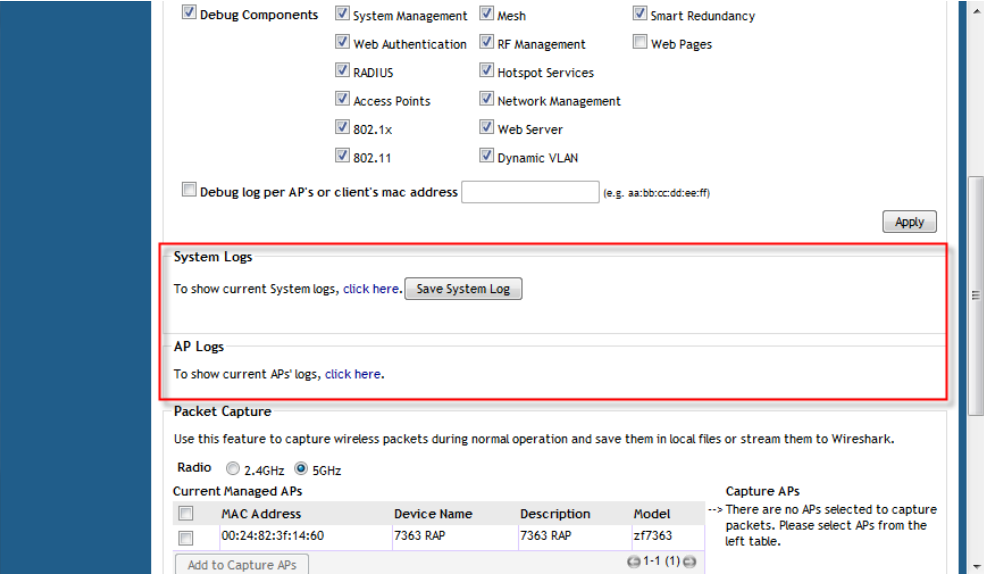 Debug Components System Management Mesh Smart Redundancy
Web Authentication RF Management Web Pages
RADIUS Hotspot Services
Access Points Network Management
802.1x Web Server
802.11 Dynamic VLAN
Debug log per AP's or client's mac address (e.g. aa:bb:cc:dd:ee:ff)
Apply
System Logs
To show current System logs, click here. Save System Log
AP Logs
To show current APs' logs, click here.
Packet Capture
Use this feature to capture wireless packets during normal operation and save them in local files or stream them to Wireshark.
Radio 2.4GHz 5GHz
Current Managed APs Capture APs
MAC Address Device Name Description Model --> There are no APs selected to capture
00:24:82:3f:14:60 7363 RAP 7363 RAP zf7363 packets. Please select APs from the
left table.
Add to Capture APs 1-1 (1)